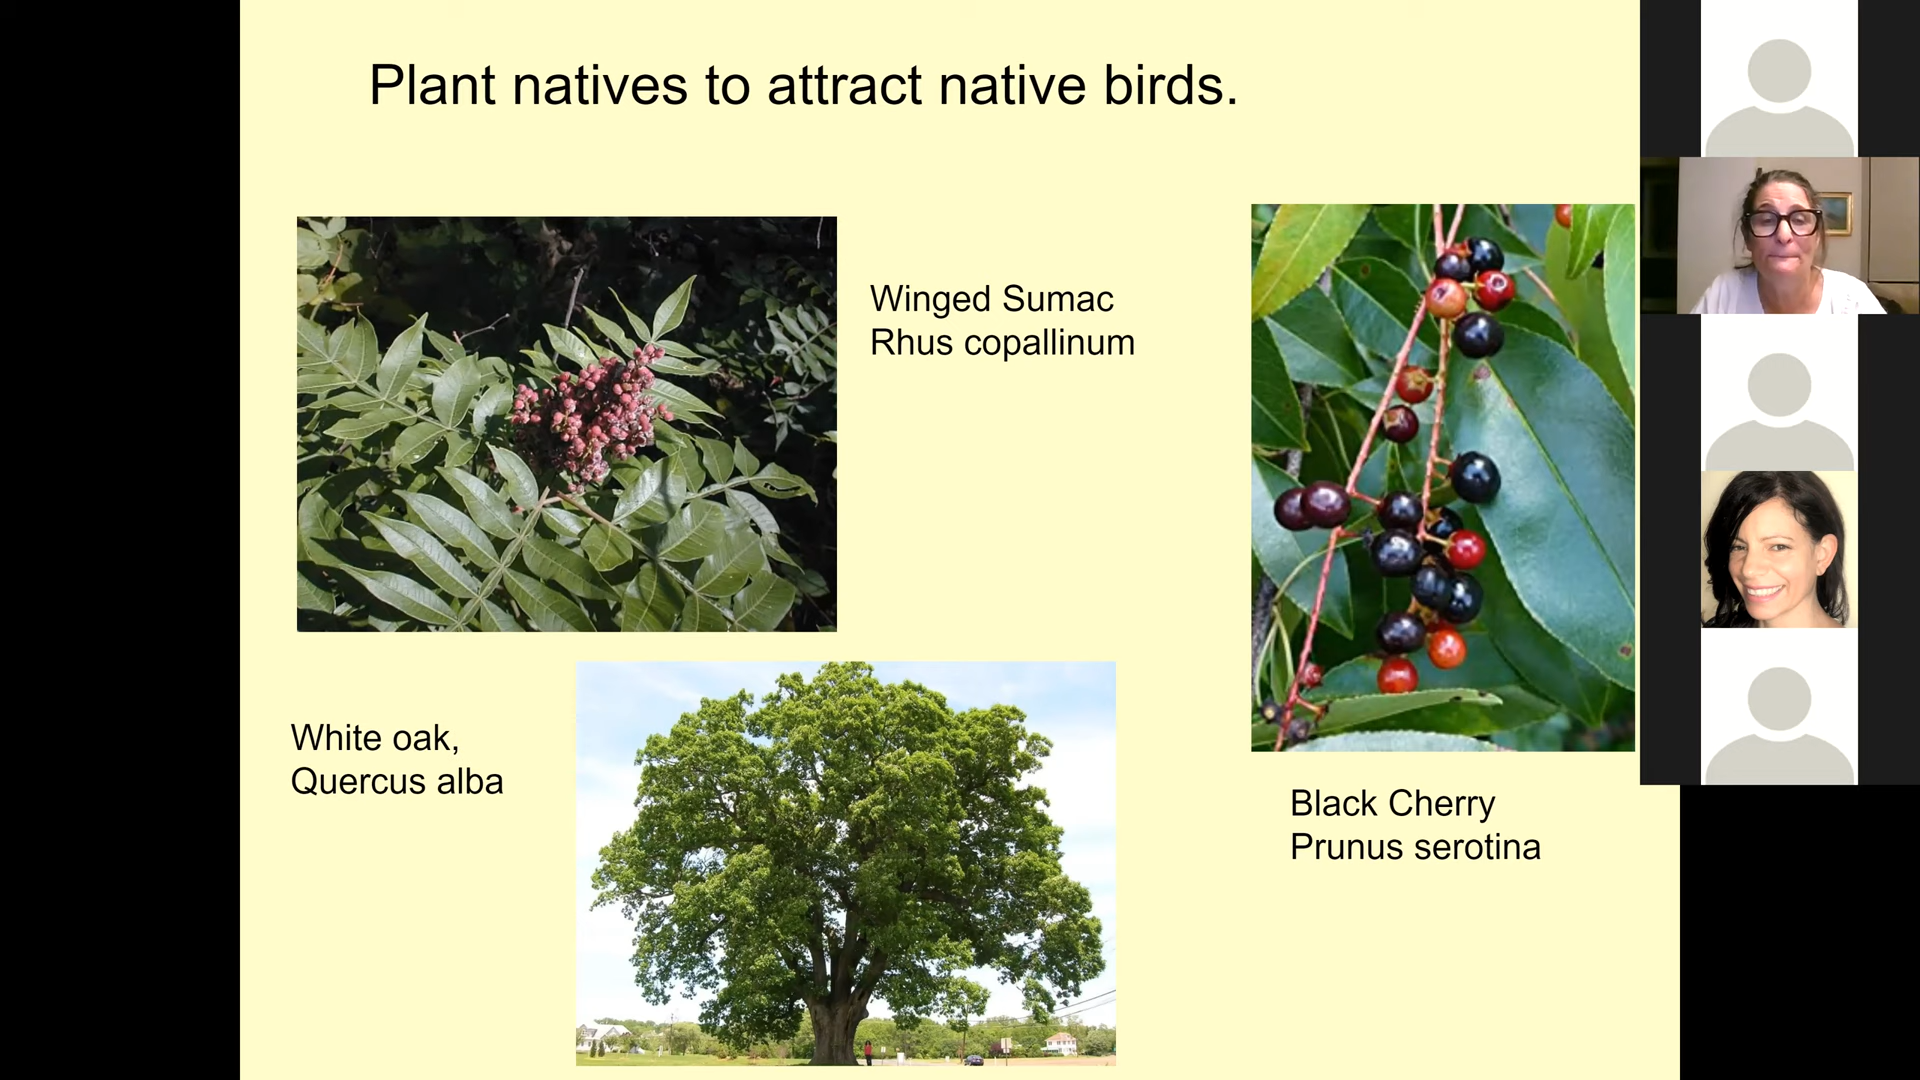 Plant natives to attract native birds.
Winged Sumac
Rhus copallinum
White oak,
Quercus alba
Black Cherry
Prunus serotina